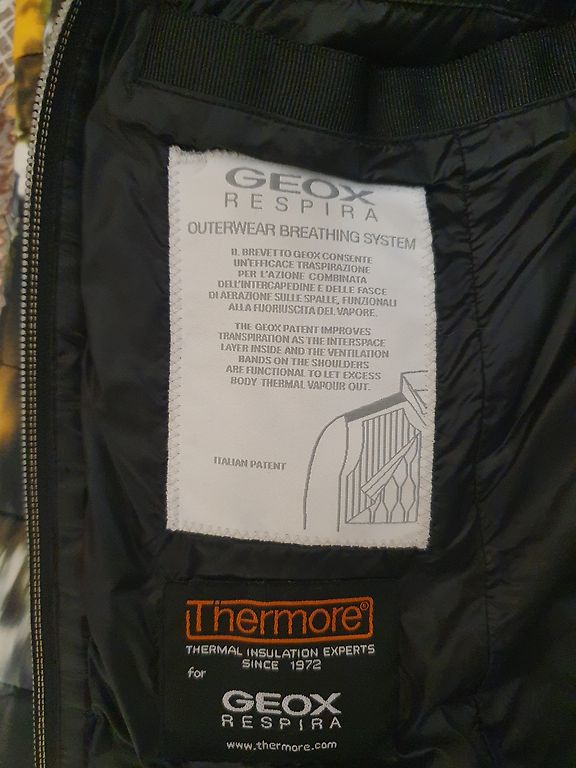 GEOX
RESPIRA
OUTERWEAR BREATHING SYSTEM
IL BREVETTO GEOX CONSENTE
UN'EFFICACE TRASPIRAZIONE
PER L'AZIONE COMBINATA
DELL'INTERCAPEDINE E DELLE FASCE
DI AERAZIONE SULLE SPALLE, FUNZIONALI
ALLA FUORIUSCITA DEL VAPORE.
THE GEOX PATENT IMPROVES
TRANSPIRATION AS THE INTERSPACE
LAYER INSIDE AND THE VENTILATION
BANDS ON THE SHOULDERS
ARE FUNCTIONAL TO LET EXCESS
BODY THERMAL VAPOUR OUT.
ITALIAN PATENT
Thermore®
THERMAL INSULATION EXPERTS
SINCE 1972
for
GEOX
RESPIRA
www.thermore.com